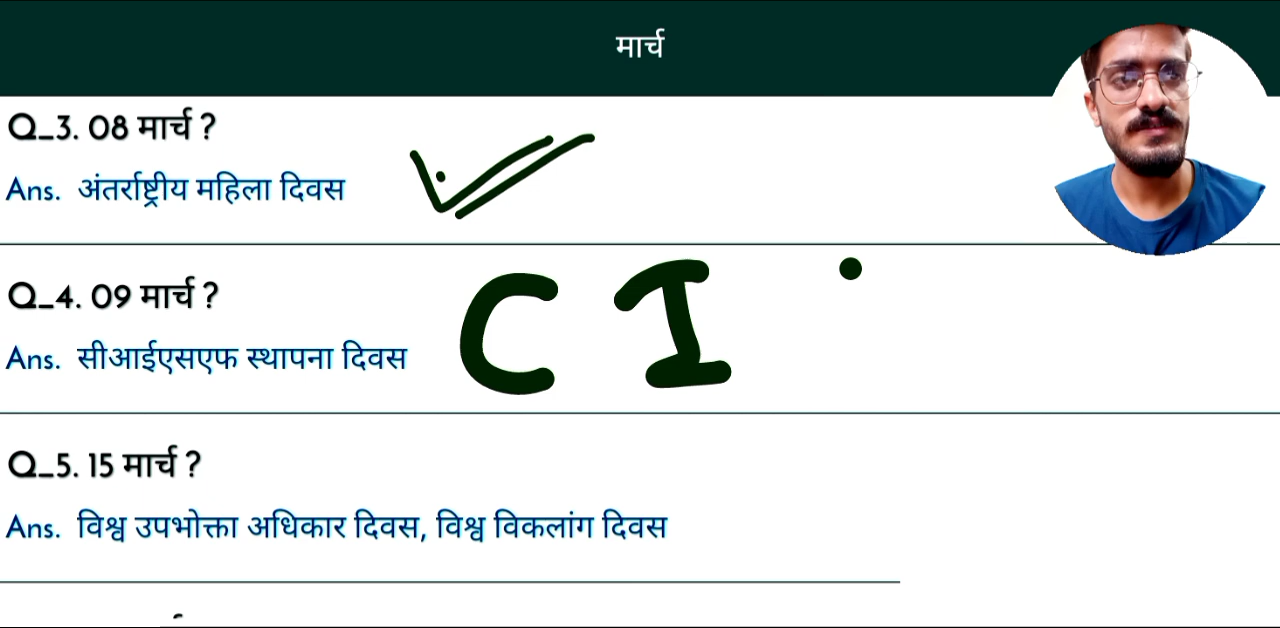 मार्च
Q_3. 08 मार्च ?
Ans. अंतर्राष्ट्रीय महिला दिवस
Q_4. 09 मार्च ?
Ans. सीआईएसएफ स्थापना दिवस
C I
Q_5. 15 मार्च ?
Ans. विश्व उपभोक्ता अधिकार दिवस, विश्व विकलांग दिवस